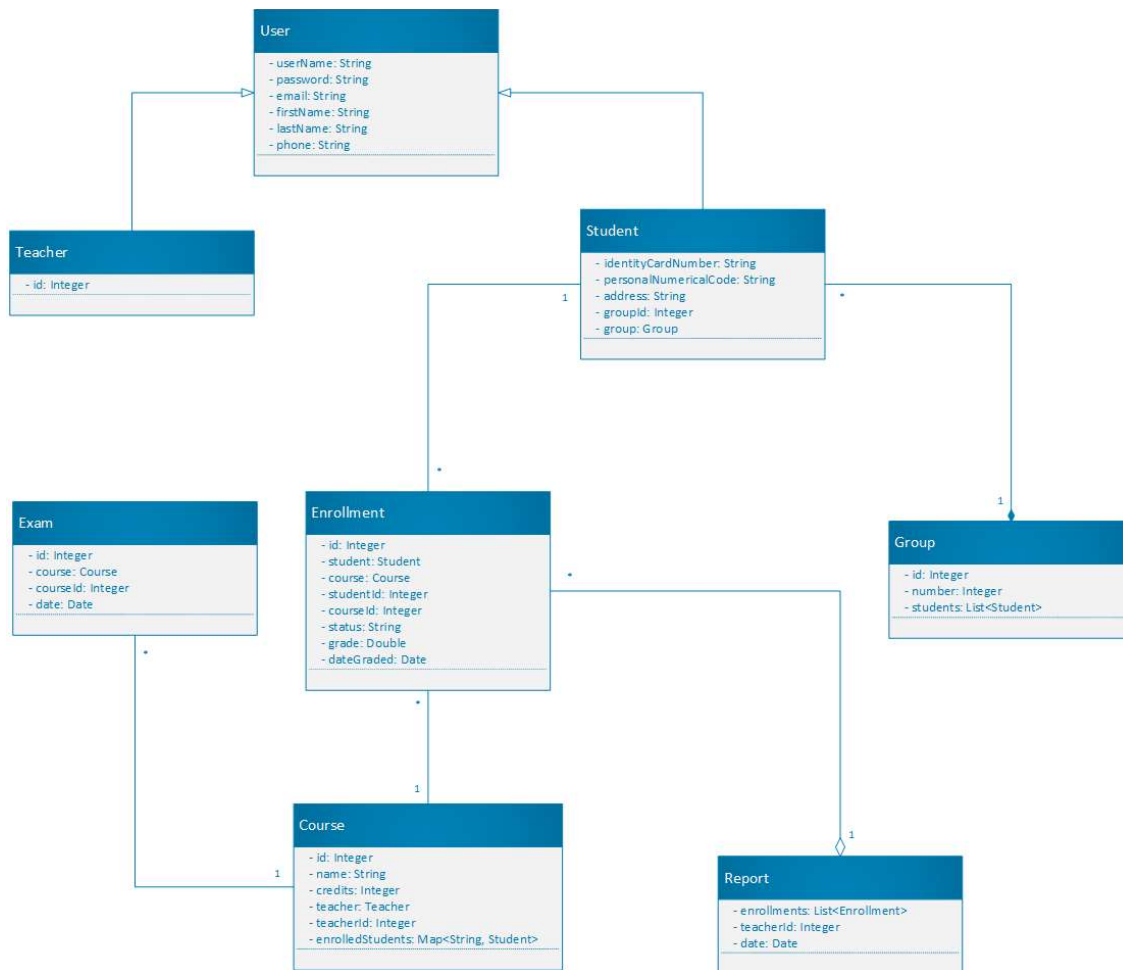 User
- userName: String
- password: String
- email: String
- firstName: String
- lastName: String
- phone: String
Teacher
- id: Integer
Student
- identityCardNumber: String
- personalNumericalCode: String
- address: String
- groupId: Integer
- group: Group
1
*
*
1
Exam
- id: Integer
- course: Course
- courseId: Integer
- date: Date
*
Enrollment
- id: Integer
- student: Student
- course: Course
- studentId: Integer
- courseId: Integer
- status: String
- grade: Double
- dateGraded: Date
*
*
Group
- id: Integer
- number: Integer
- students: List<Student>
1
1
Course
- id: Integer
- name: String
- credits: Integer
- teacher: Teacher
- teacherId: Integer
- enrolledStudents: Map<String, Student>
1
Report
- enrollments: List<Enrollment>
- teacherId: Integer
- date: Date